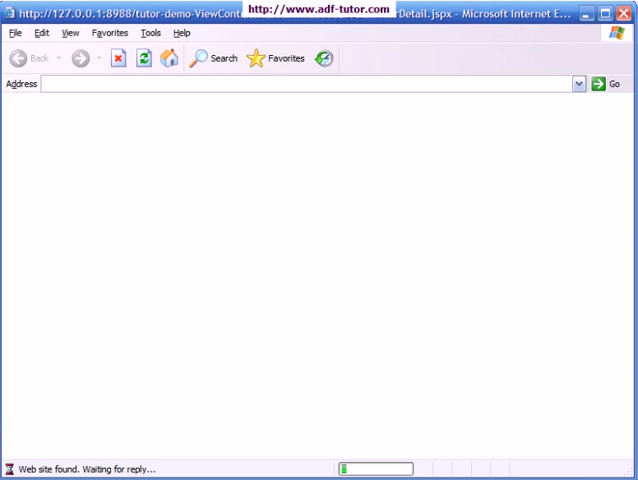 http://www.adf-tutor.com
http://127.0.0.1:8988/tutor-demo-ViewCont rDetail.jspx - Microsoft Internet E...
File Edit View Favorites Tools Help
Back Search Favorites
Address Go
Web site found. Waiting for reply...